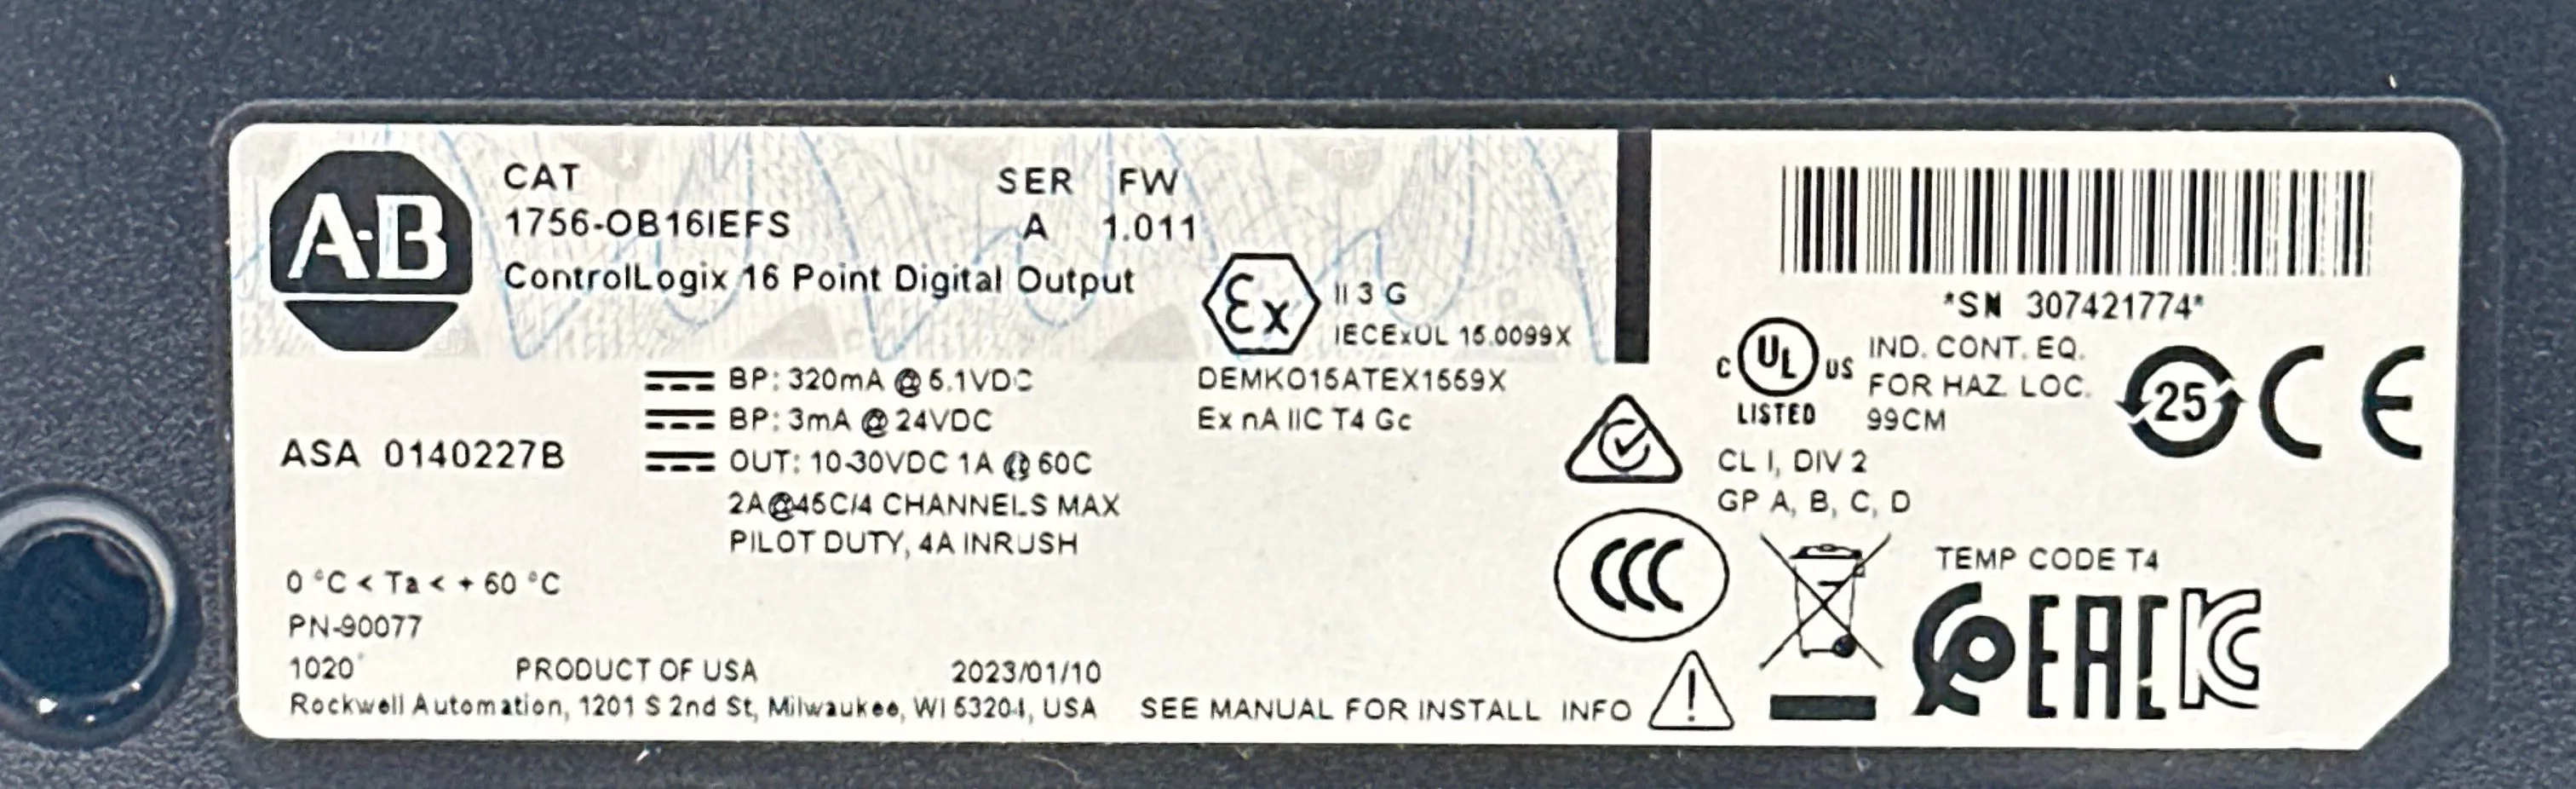 A-B
CAT SER FW
1756-OB16IEFS A 1.011
ControlLogix 16 Point Digital Output
Ex II 3 G
IECExUL 15.0099X
BP: 320mA @ 5.1VDC
BP: 3mA @ 24VDC
OUT: 10-30VDC 1A @ 60C
2A@45C/4 CHANNELS MAX
PILOT DUTY, 4A INRUSH
DEMKO15ATEX1559X
Ex nA IIC T4 Gc
ASA 0140227B
0 °C < Ta < + 60 °C
PN-90077
1020
PRODUCT OF USA 2023/01/10
Rockwell Automation, 1201 S 2nd St, Milwaukee, WI 53204, USA
SEE MANUAL FOR INSTALL INFO
*SN 307421774*
C UL US
LISTED
IND. CONT. EQ.
FOR HAZ. LOC.
99CM
CL I, DIV 2
GP A, B, C, D
25
CE
CCC
TEMP CODE T4
EAC
KC